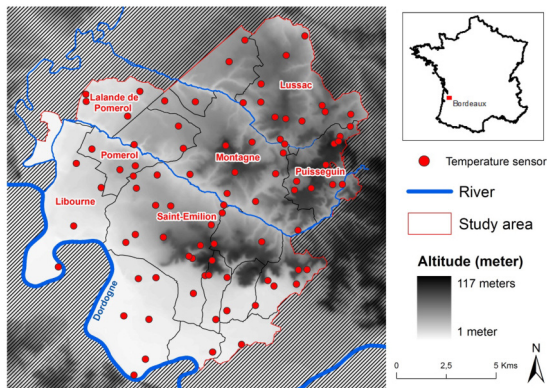 Lussac
Lalande de
Pomerol
Pomerol
Montagne
Puisseguin
Libourne
Saint-Emilion
Dordogne
Bordeaux
Temperature sensor
River
Study area
Altitude (meter)
117 meters
1 meter
N
0 2,5 5 Kms